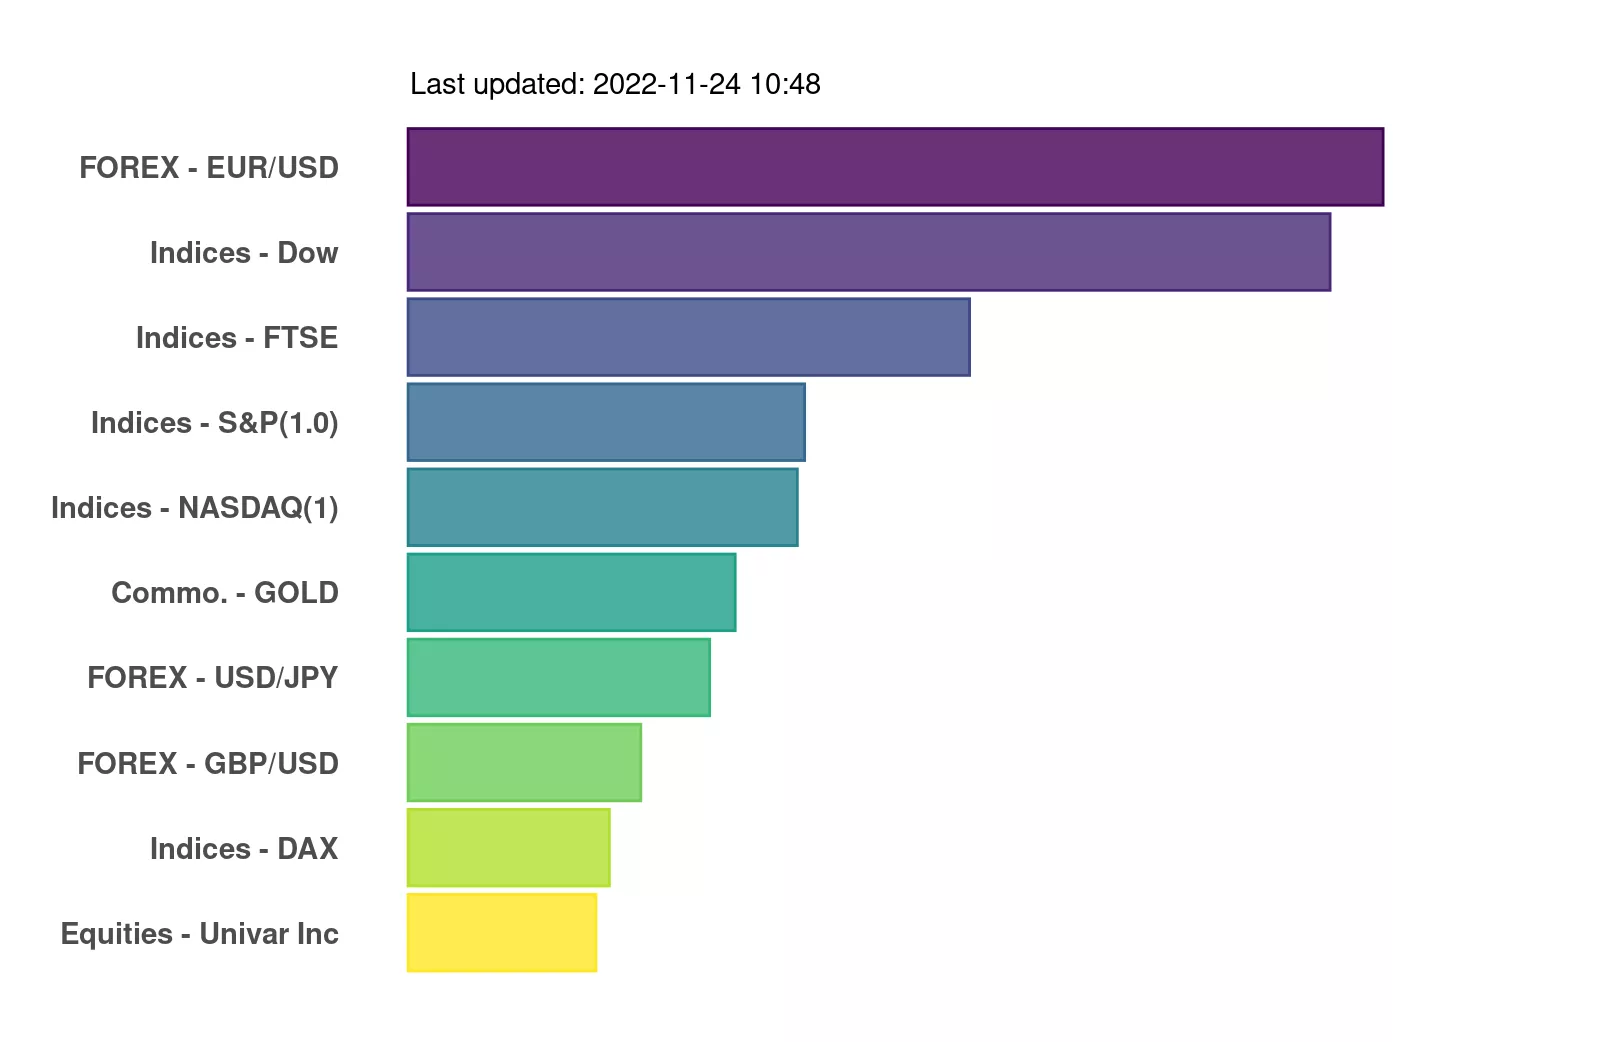 Last updated: 2022-11-24 10:48
FOREX - EUR/USD
Indices - Dow
Indices - FTSE
Indices - S&P(1.0)
Indices - NASDAQ(1)
Commo. - GOLD
FOREX - USD/JPY
FOREX - GBP/USD
Indices - DAX
Equities - Univar Inc